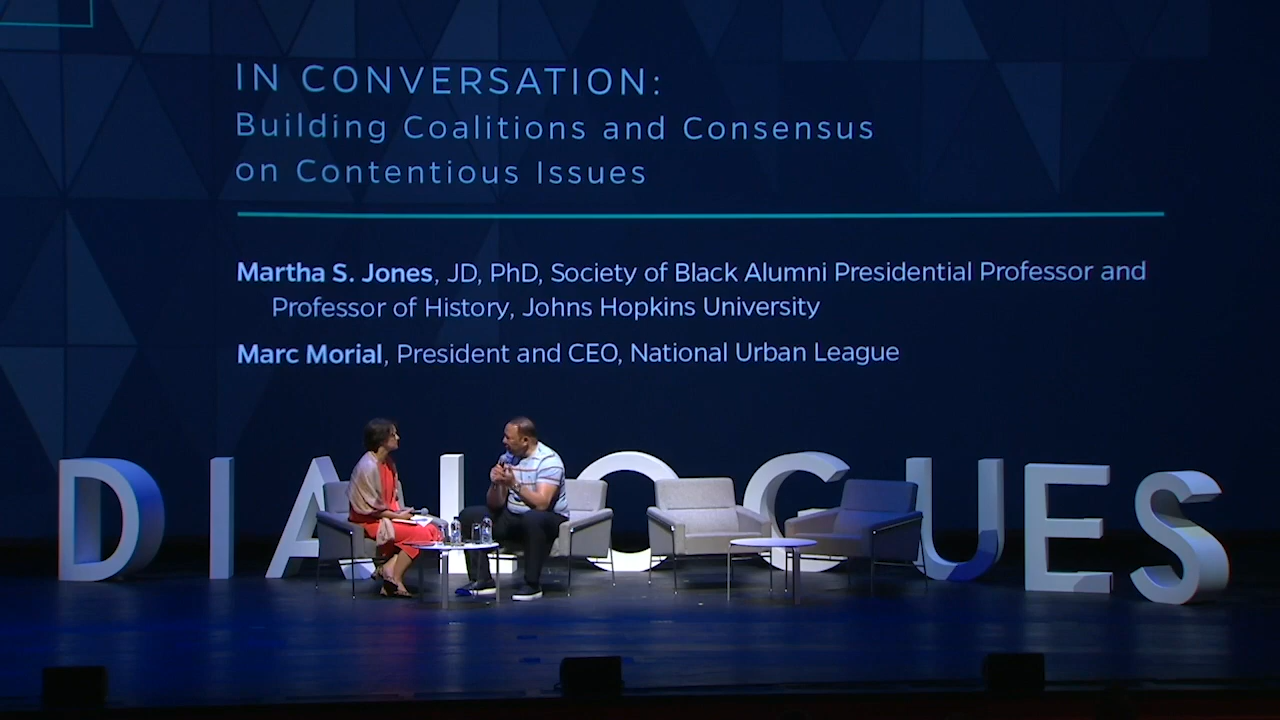 IN CONVERSATION:
Building Coalitions and Consensus
on Contentious Issues
Martha S. Jones, JD, PhD, Society of Black Alumni Presidential Professor and
Professor of History, Johns Hopkins University
Marc Morial, President and CEO, National Urban League
DIALOGUES